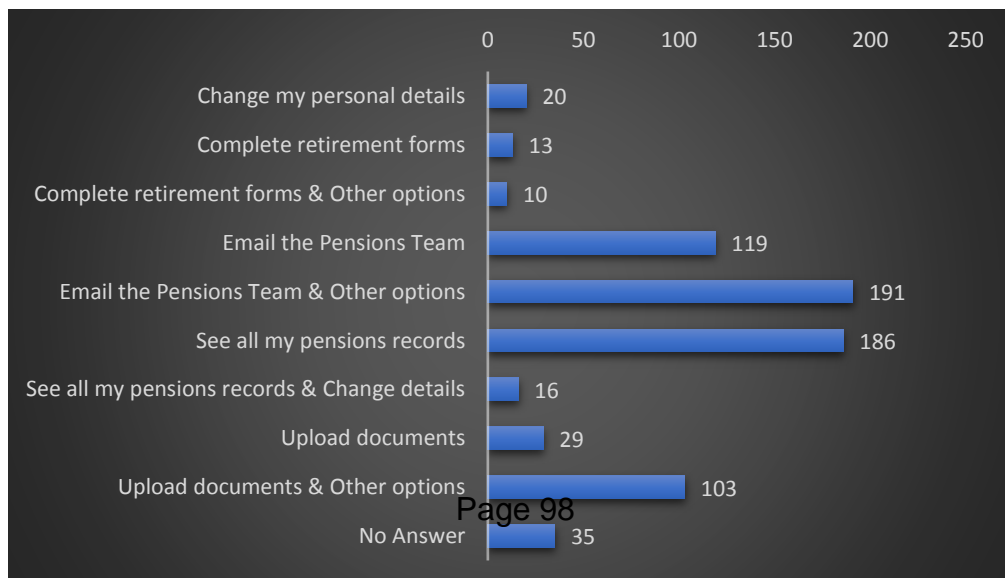 0 50 100 150 200 250
Change my personal details 20
Complete retirement forms 13
Complete retirement forms & Other options 10
Email the Pensions Team 119
Email the Pensions Team & Other options 191
See all my pensions records 186
See all my pensions records & Change details 16
Upload documents 29
Upload documents & Other options 103
Page 98
No Answer 35